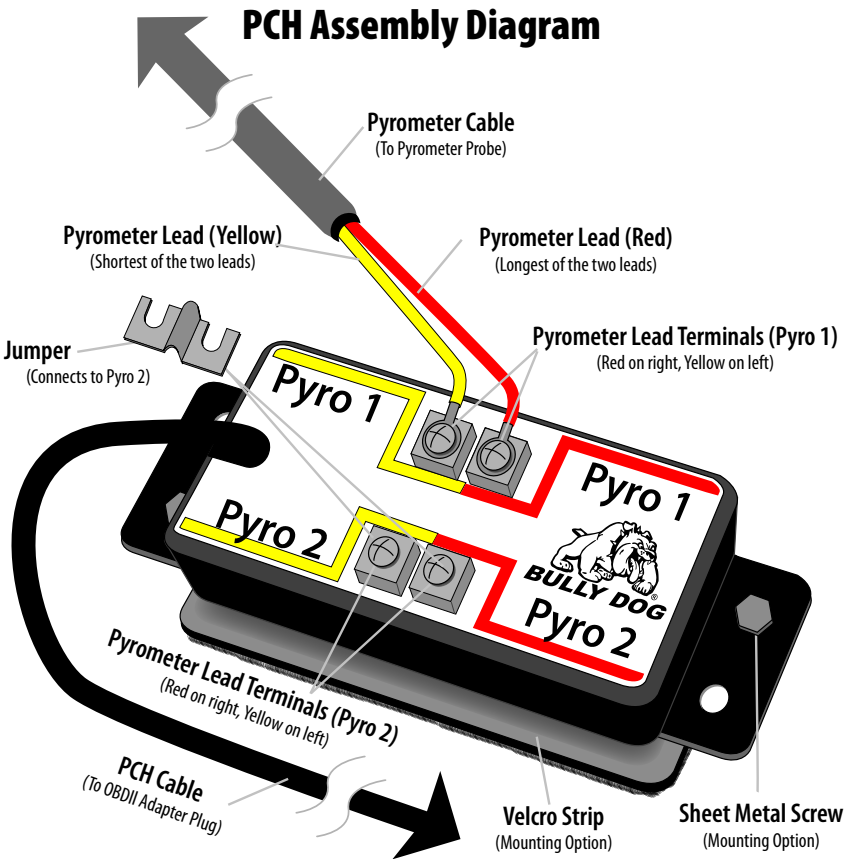 PCH Assembly Diagram
Pyrometer Cable
(To Pyrometer Probe)
Pyrometer Lead (Yellow)
(Shortest of the two leads)
Pyrometer Lead (Red)
(Longest of the two leads)
Jumper
(Connects to Pyro 2)
Pyrometer Lead Terminals (Pyro 1)
(Red on right, Yellow on left)
Pyro 1
Pyro 1
Pyro 2
BULLY DOG®
Pyro 2
Pyrometer Lead Terminals (Pyro 2)
(Red on right, Yellow on left)
PCH Cable
(To OBDII Adapter Plug)
Velcro Strip
(Mounting Option)
Sheet Metal Screw
(Mounting Option)